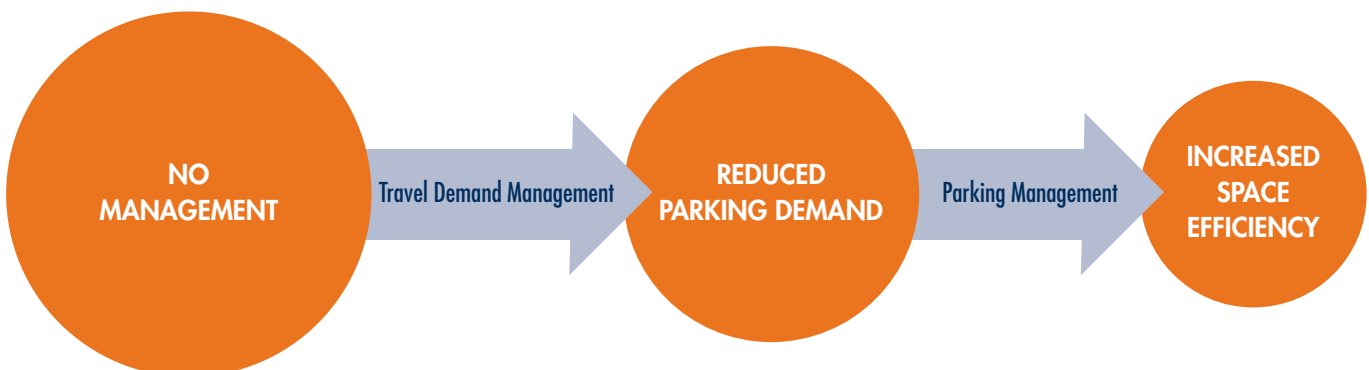 NO
MANAGEMENT
Travel Demand Management
REDUCED
PARKING DEMAND
Parking Management
INCREASED
SPACE
EFFICIENCY